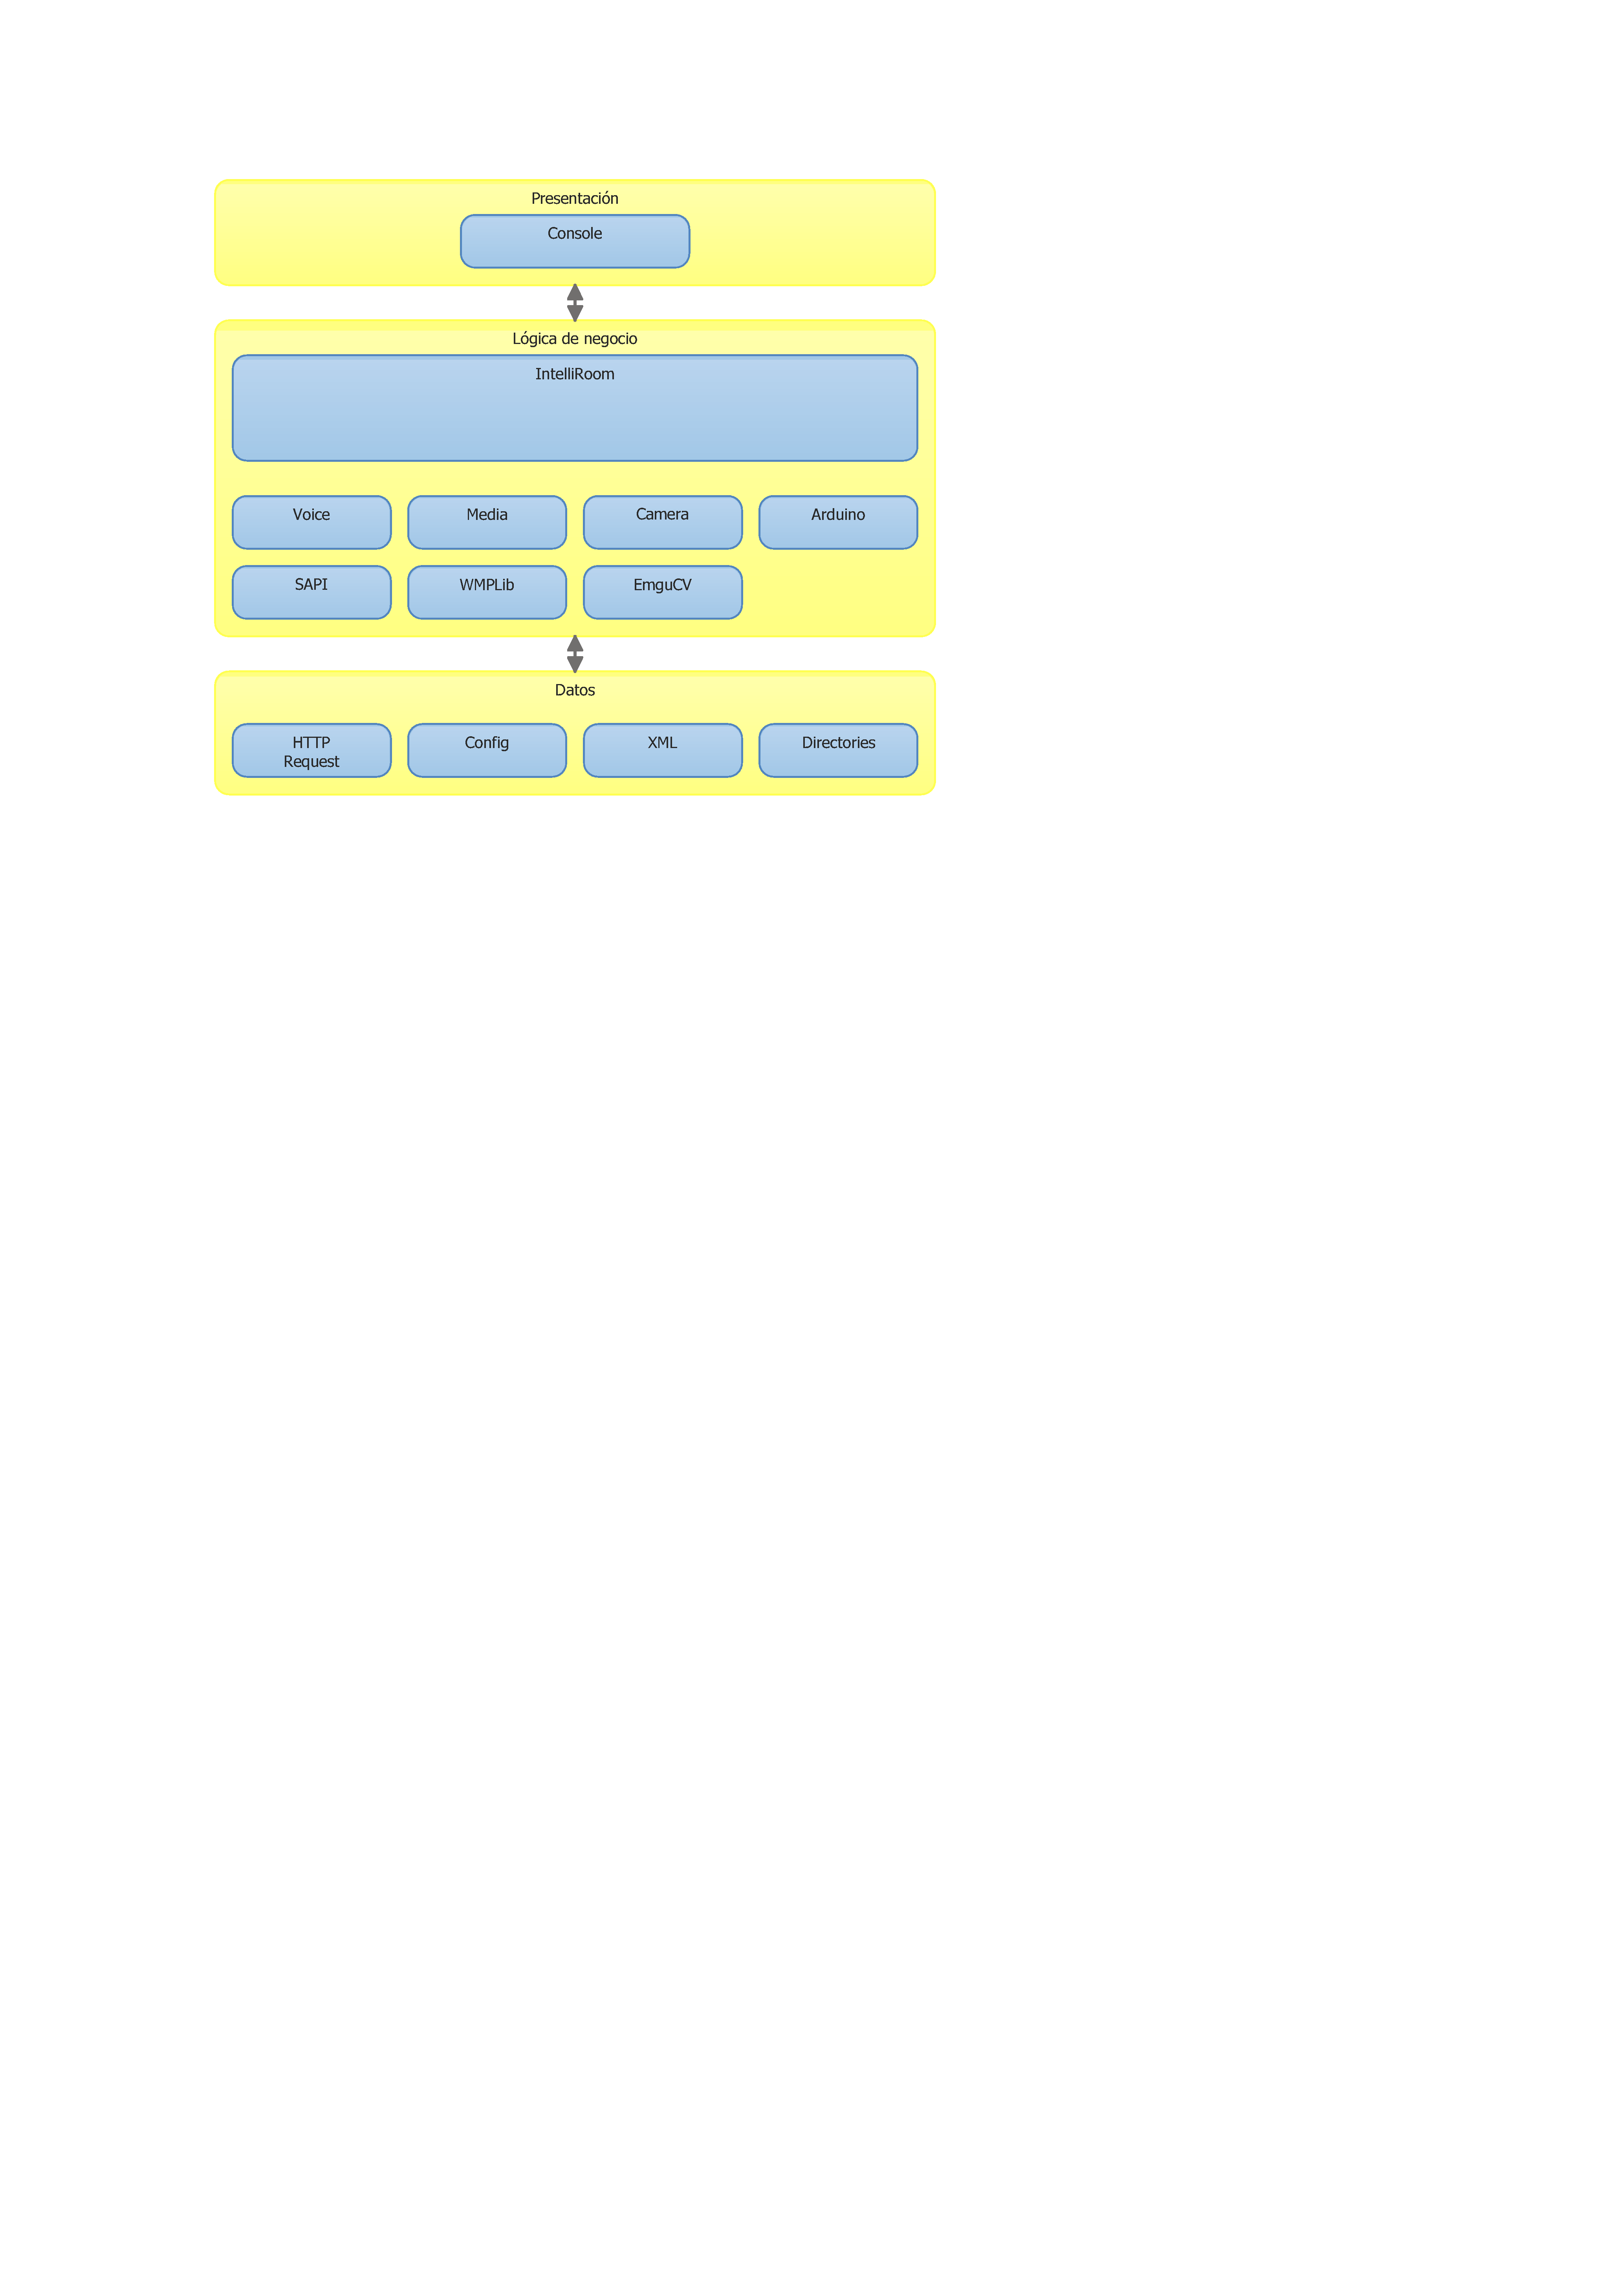 Presentación
Console
Lógica de negocio
IntelliRoom
Voice
Media
Camera
Arduino
SAPI
WMPLib
EmguCV
Datos
HTTP
Request
Config
XML
Directories